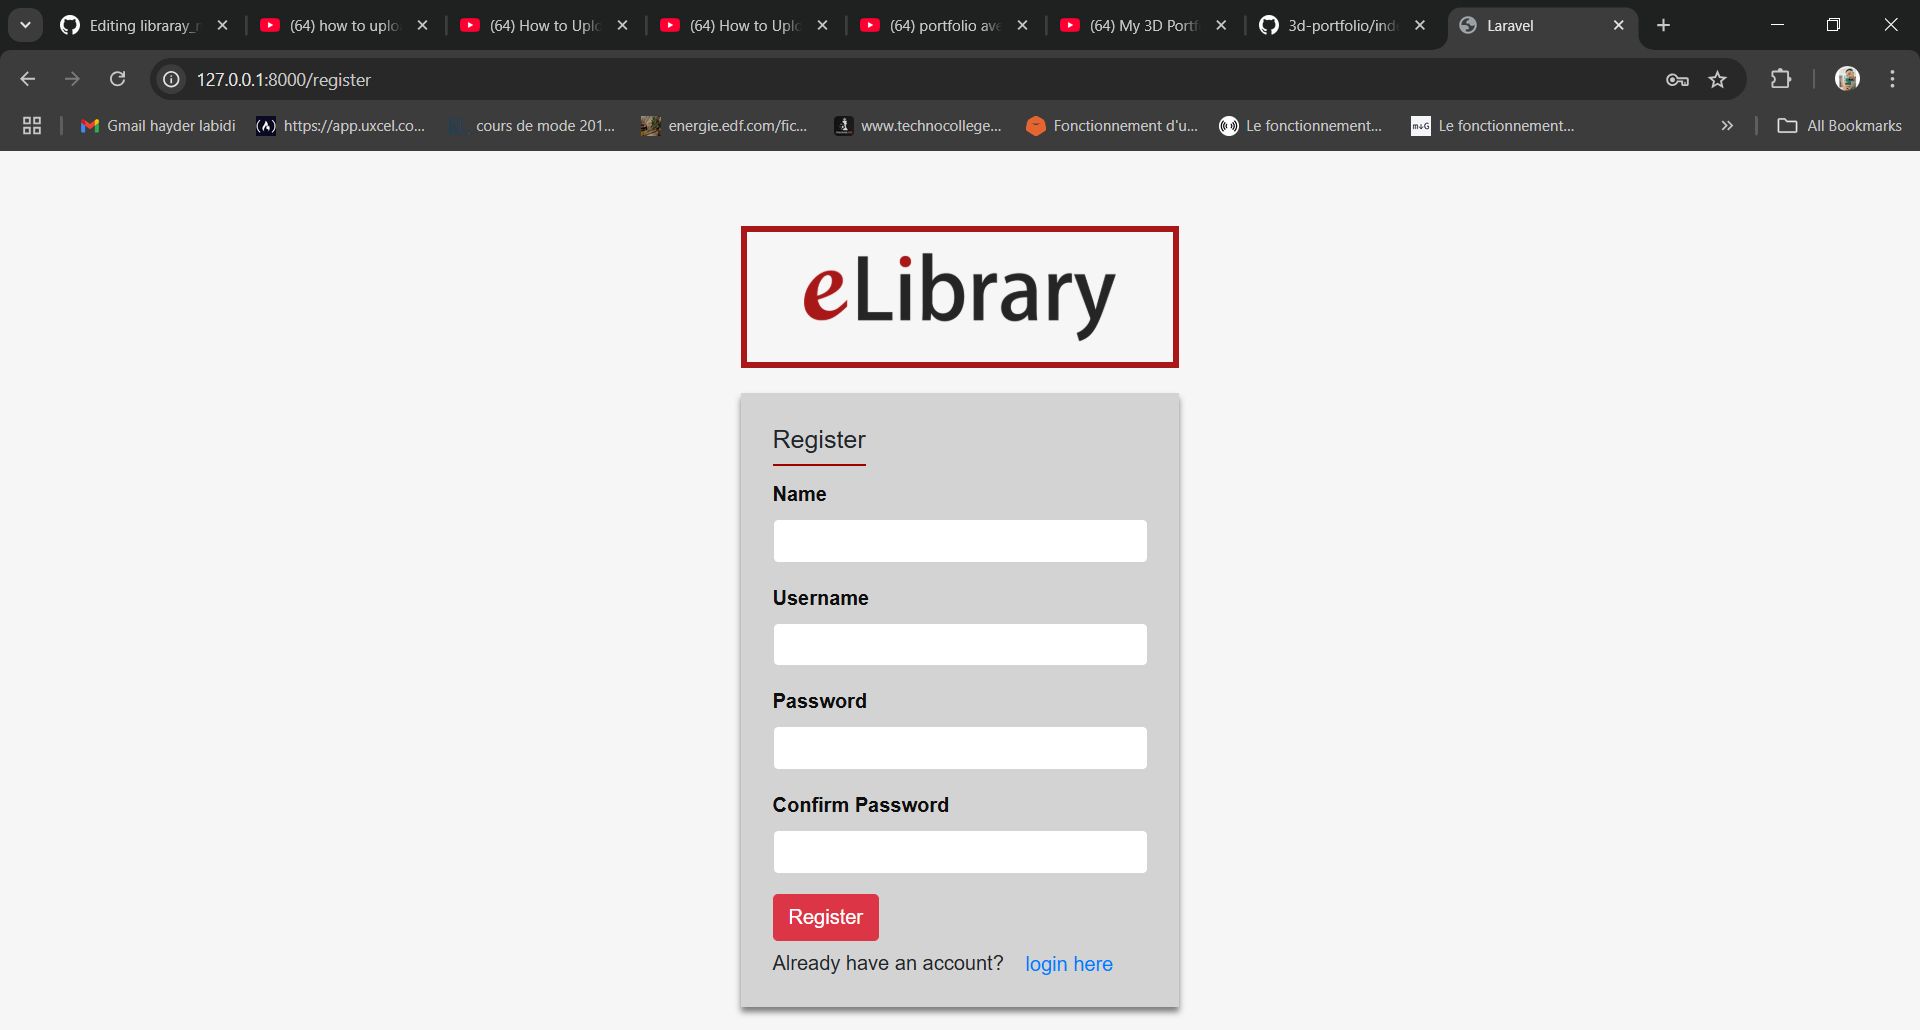 Editing libraray_
(64) how to uplo
(64) How to Uplo
(64) How to Uplo
(64) portfolio ave
(64) My 3D Portf
3d-portfolio/ind
Laravel
127.0.0.1:8000/register
Gmail hayder labidi
https://app.uxcel.co...
cours de mode 201...
energie.edf.com/fic...
www.technocollege...
Fonctionnement d'u...
Le fonctionnement...
Le fonctionnement...
All Bookmarks
eLibrary
Register
Name
Username
Password
Confirm Password
Register
Already have an account? login here